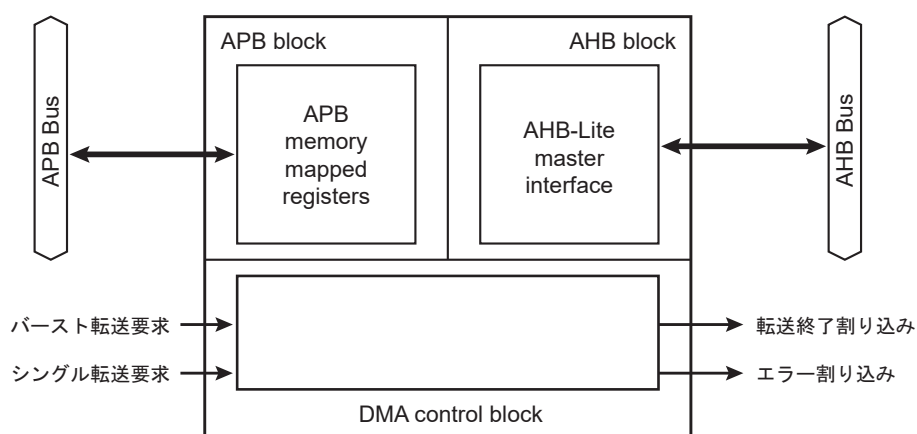 APB block
AHB block
APB Bus
APB
memory
mapped
registers
AHB-Lite
master
interface
AHB Bus
バースト転送要求
転送終了割り込み
シングル転送要求
エラー割り込み
DMA control block